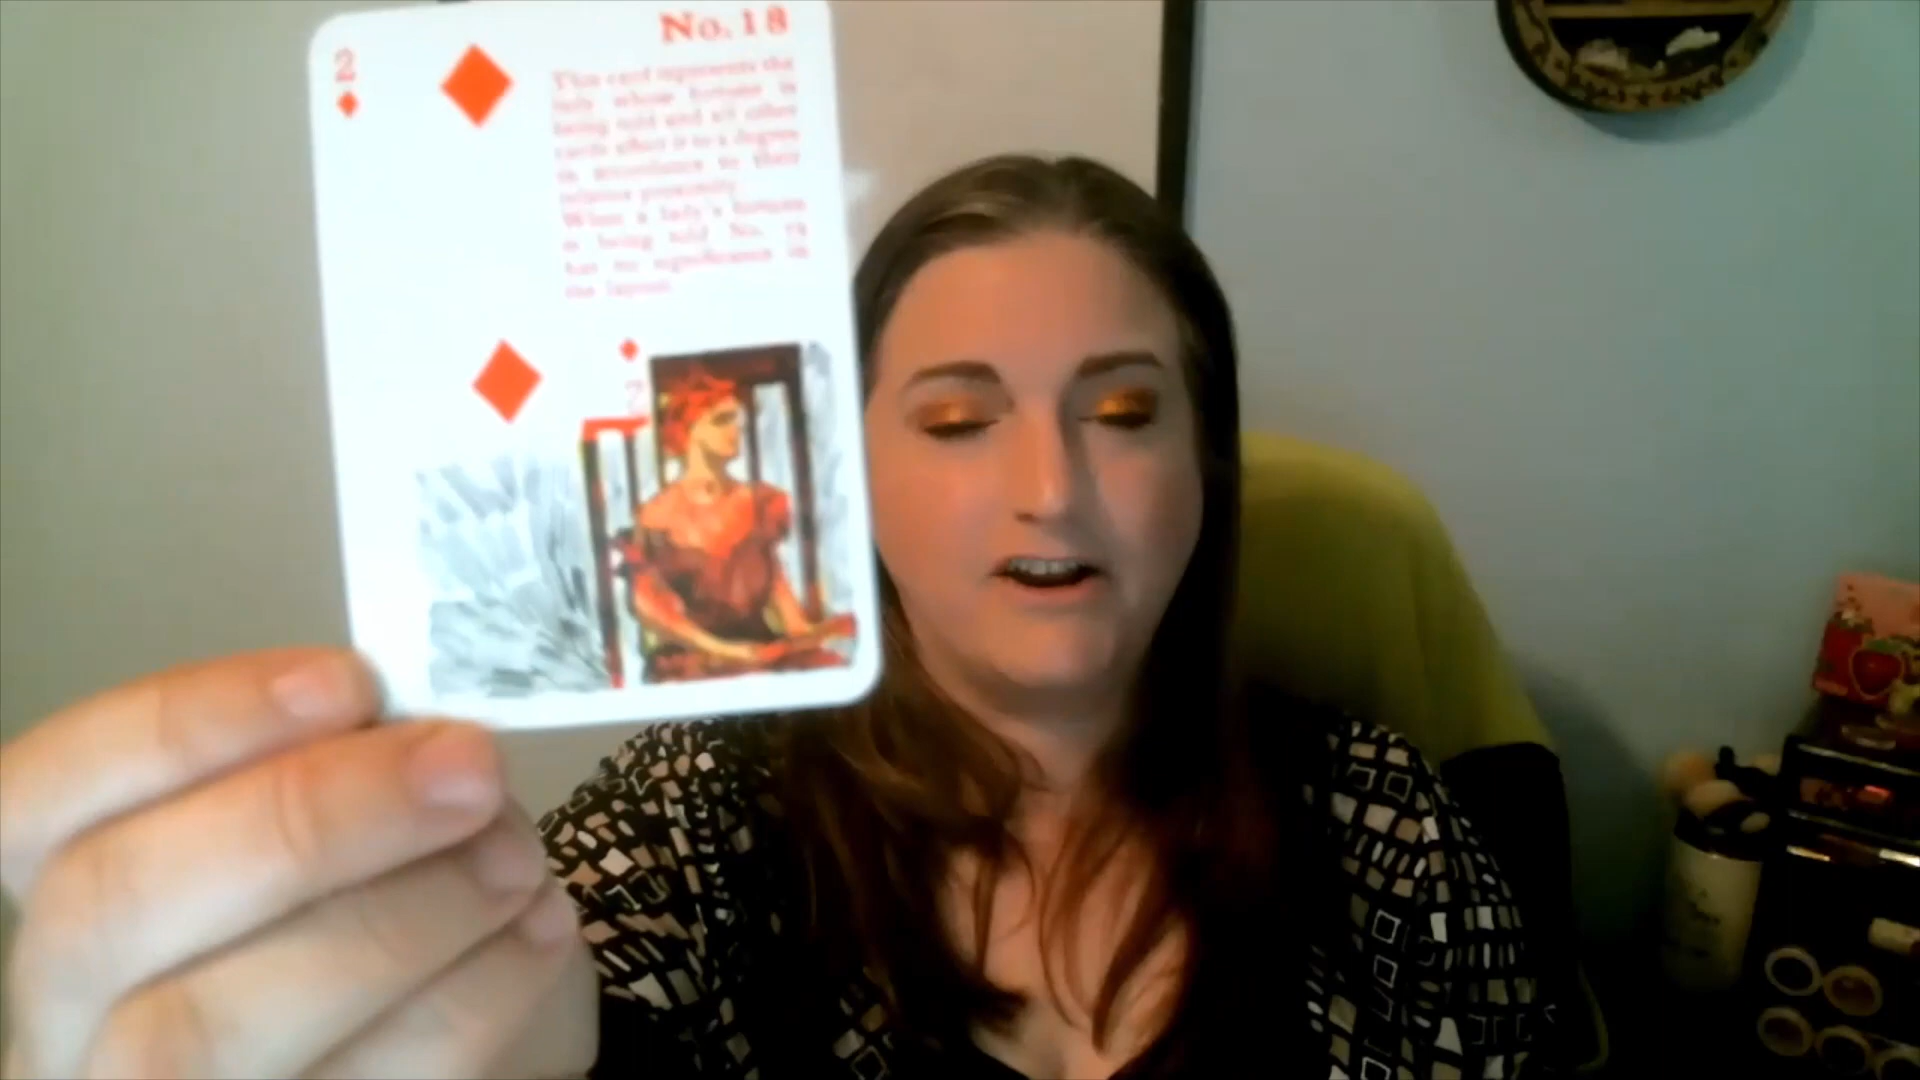 No. 18
2
This card represents the
lady whose fortune is
being told and all other
cards affect it to a degree
in accordance to their
relative proximity.
When a lady's fortune
is being told No. 19
has no significance in
the layout.
2